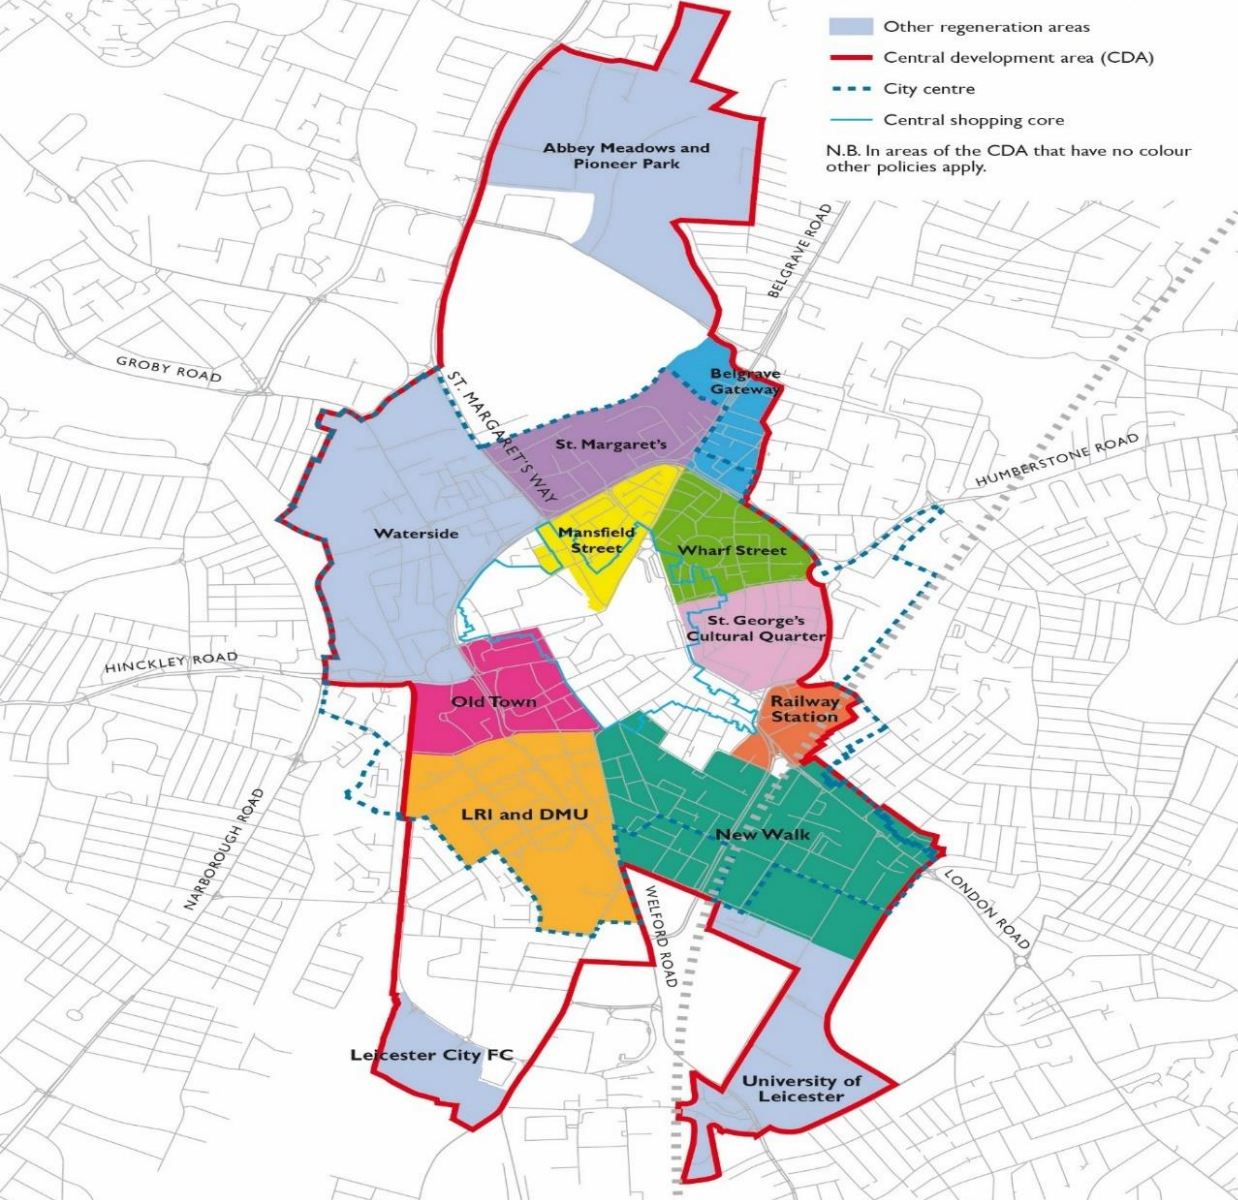 Other regeneration areas
Central development area (CDA)
City centre
Central shopping core
N.B. In areas of the CDA that have no colour
other policies apply.
Abbey Meadows and
Pioneer Park
BELGRAVE ROAD
GROBY ROAD
ST. MARGARET'S WAY
Belgrave
Gateway
St. Margaret's
HUMBERSTONE ROAD
Waterside
Mansfield
Street
Wharf Street
St. George's
Cultural Quarter
HINCKLEY ROAD
Old Town
Railway
Station
LRI and DMU
New Walk
NARBOROUGH ROAD
WELFORD ROAD
LONDON ROAD
Leicester City FC
University of
Leicester